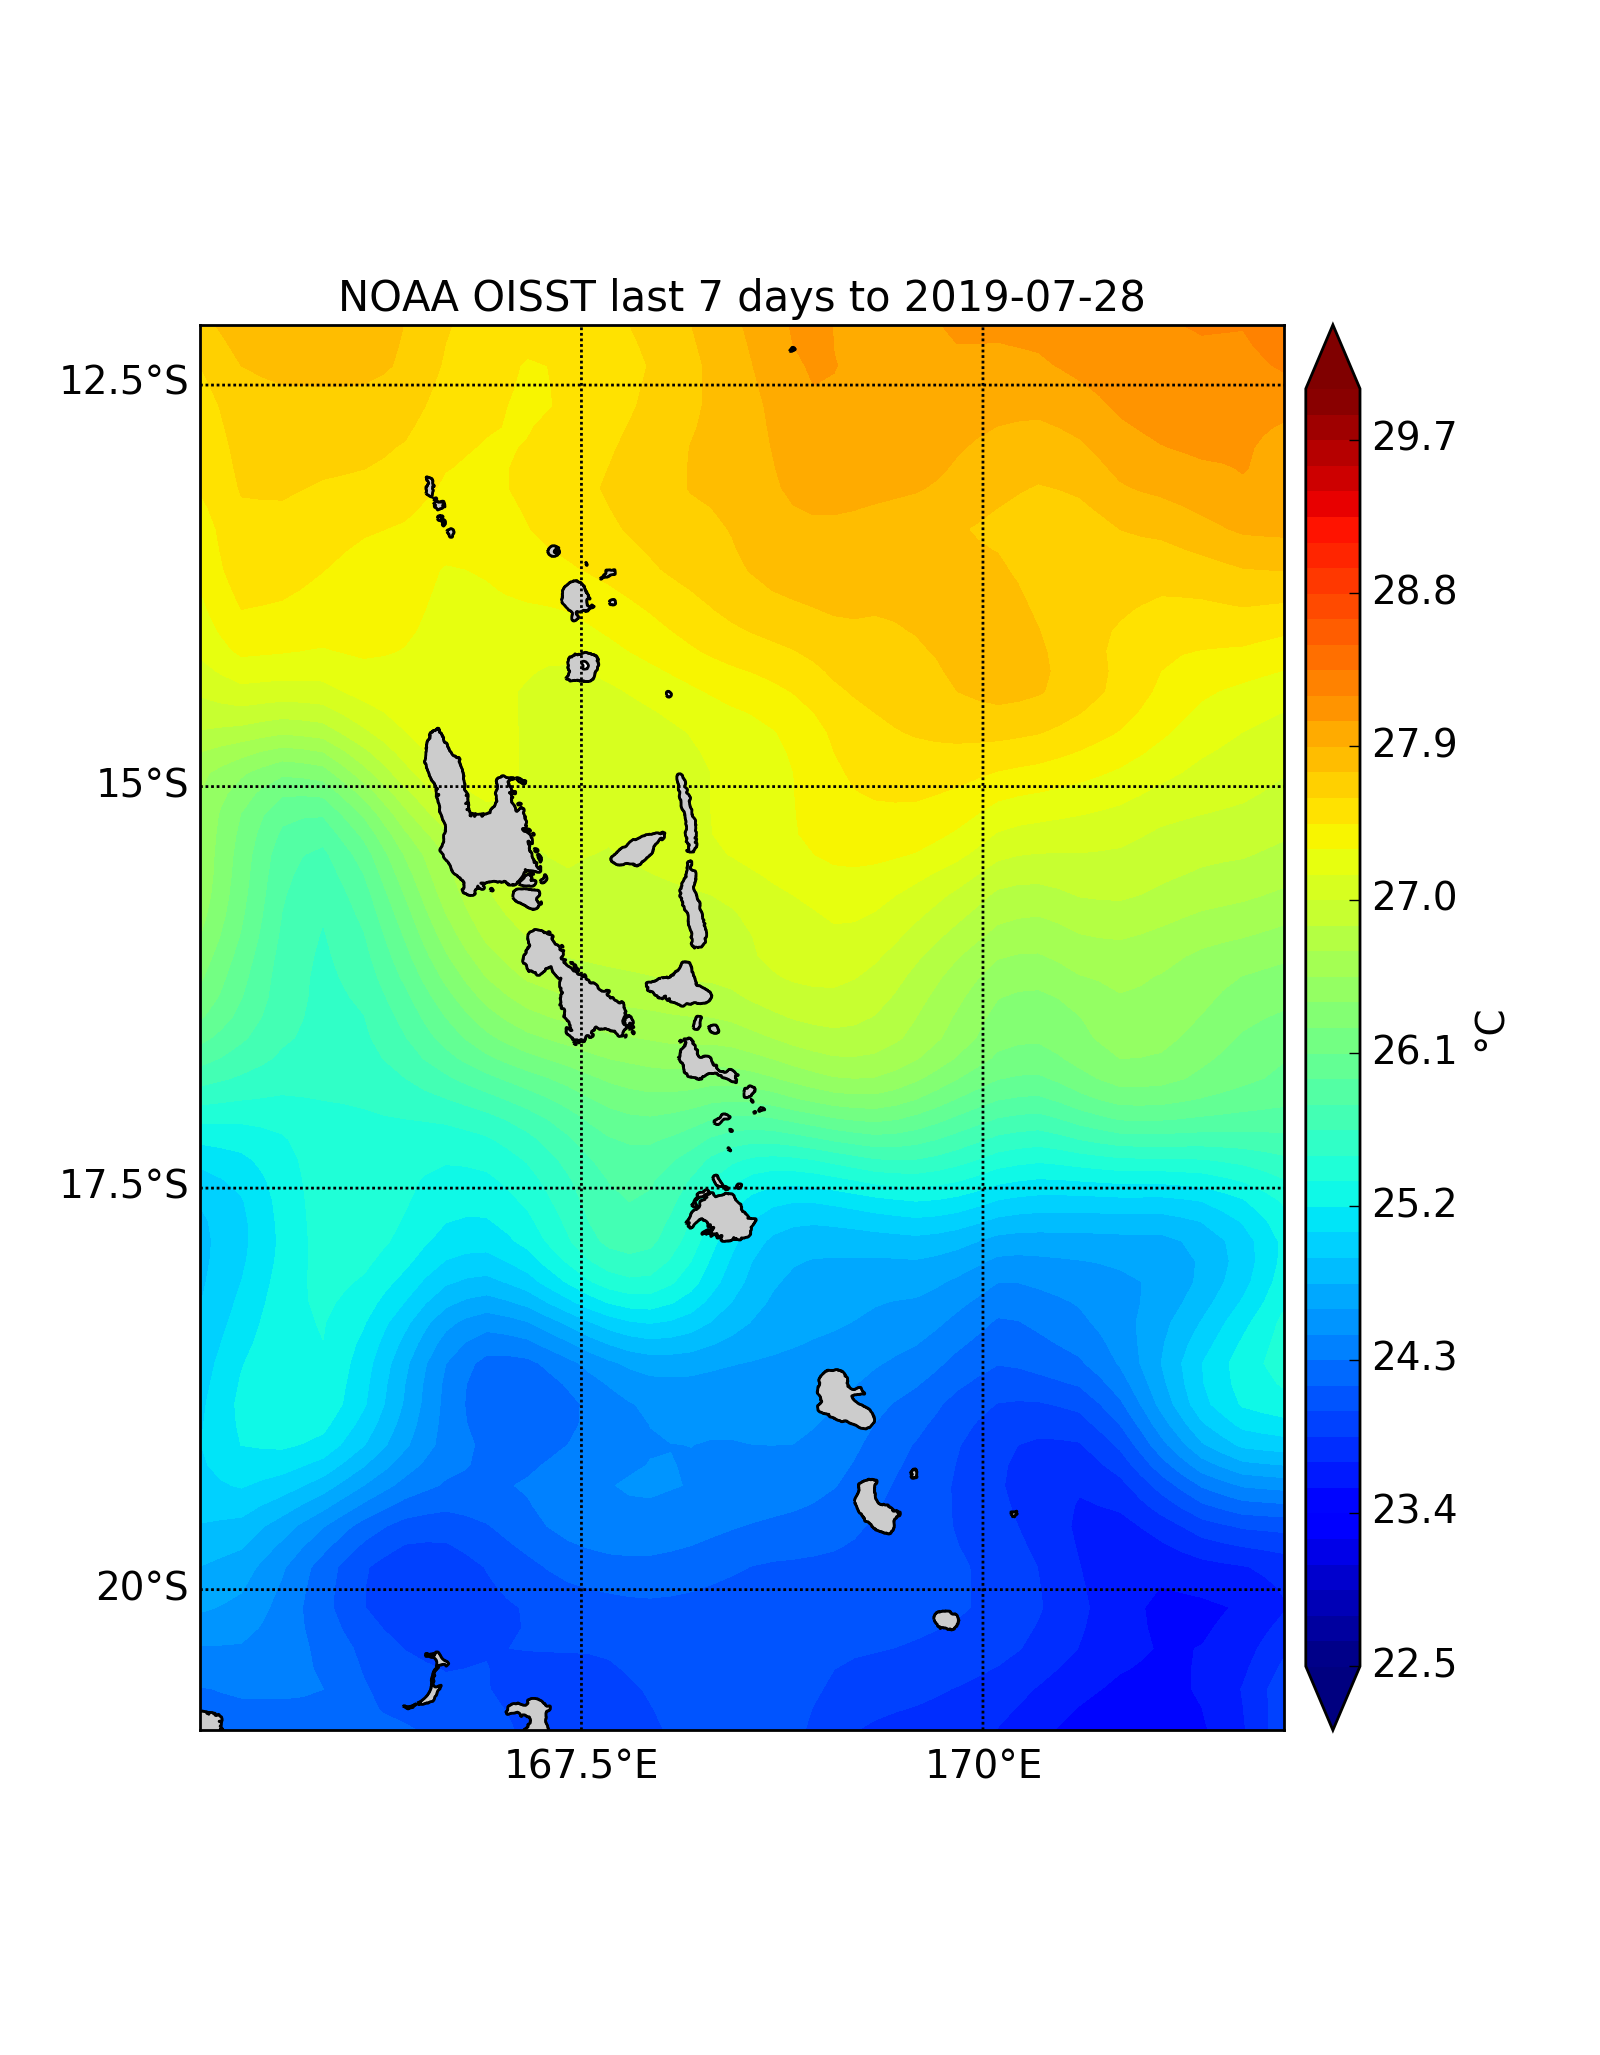 NOAA OISST last 7 days to 2019-07-28
12.5°S
15°S
17.5°S
20°S
167.5°E
170°E
29.7
28.8
27.9
27.0
26.1
25.2
24.3
23.4
22.5
°C